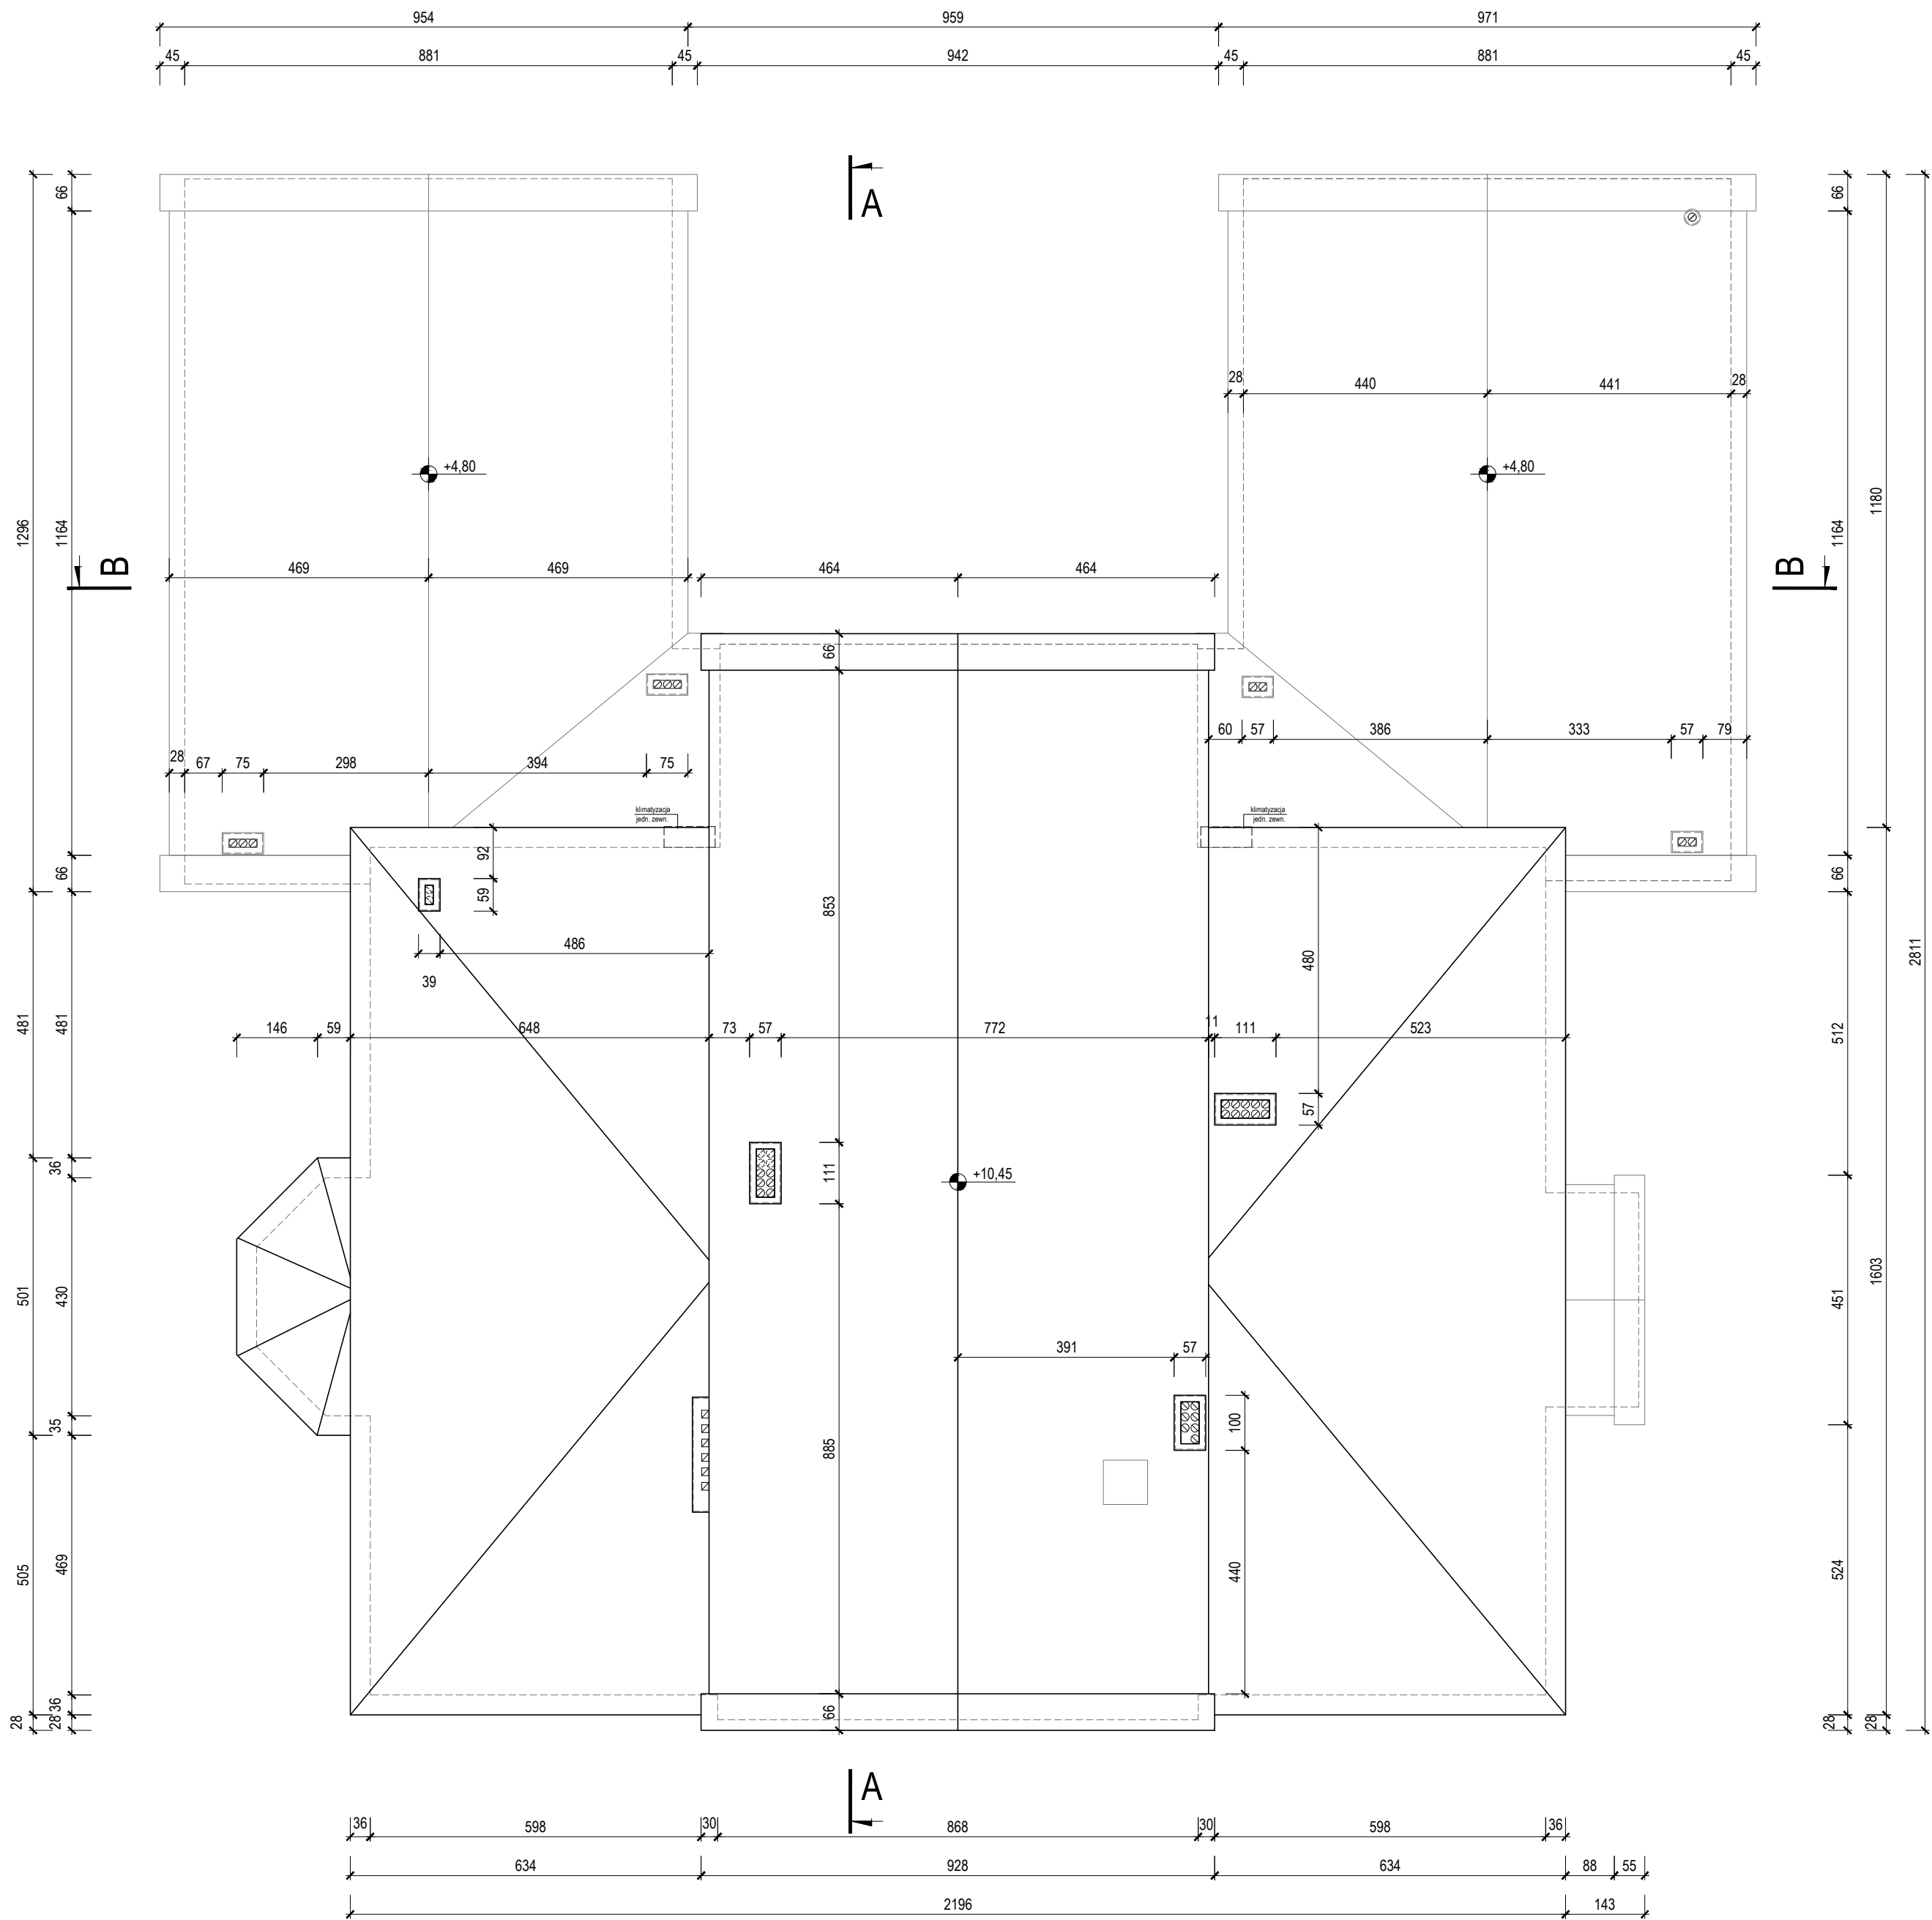 954 959 971
45 881 45 942 45 881 45
66 A 66
28 440 441 28
+4,80 +4,80
1296 1164 1164 1180
B 469 469 464 464 B
66
60 57 386 333 57 79
28 67 75 298 394 75
klimatyzacja
jedn. zewn.
klimatyzacja
jedn. zewn.
92
66 59 853 66
486 480 2811
39
481 481 146 59 648 73 57 772 11 111 523 512
57
36 111 +10,45
501 430 451 1603
391 57
35 885 100
505 469 440 524
36
28 28 66 28 28
A
36 598 30 868 30 598 36
634 928 634 88 55
2196 143